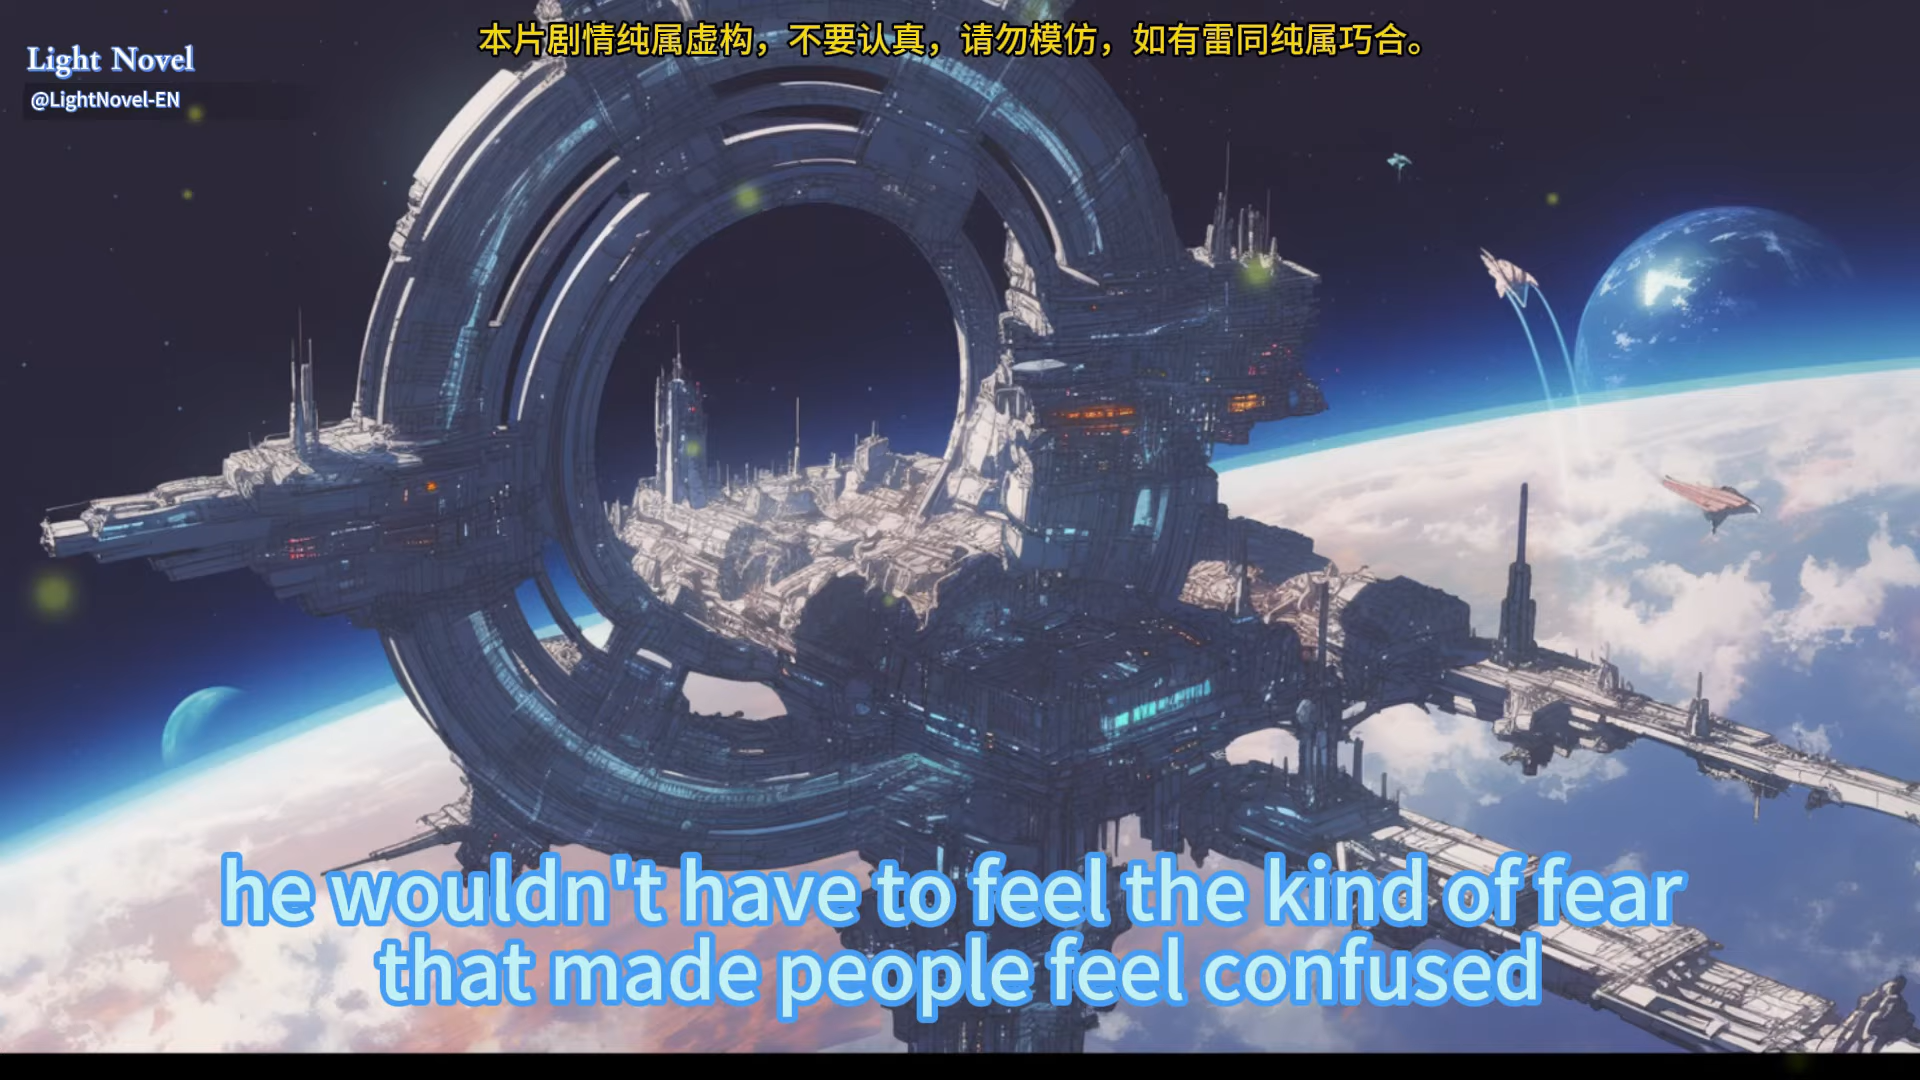 本片剧情纯属虚构，不要认真，请勿模仿，如有雷同纯属巧合。
Light Novel
@LightNovel-EN
he wouldn't have to feel the kind of fear
that made people feel confused